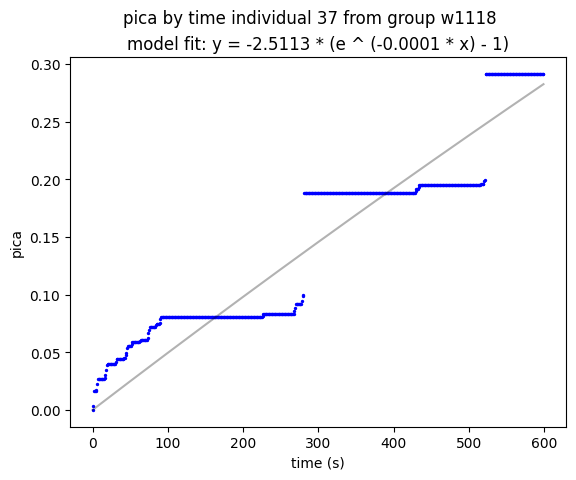 pica by time individual 37 from group w1118
model fit: y = -2.5113 * (e ^ (-0.0001 * x) - 1)
0.30
0.25
0.20
0.15
0.10
0.05
0.00
pica
0 100 200 300 400 500 600
time (s)